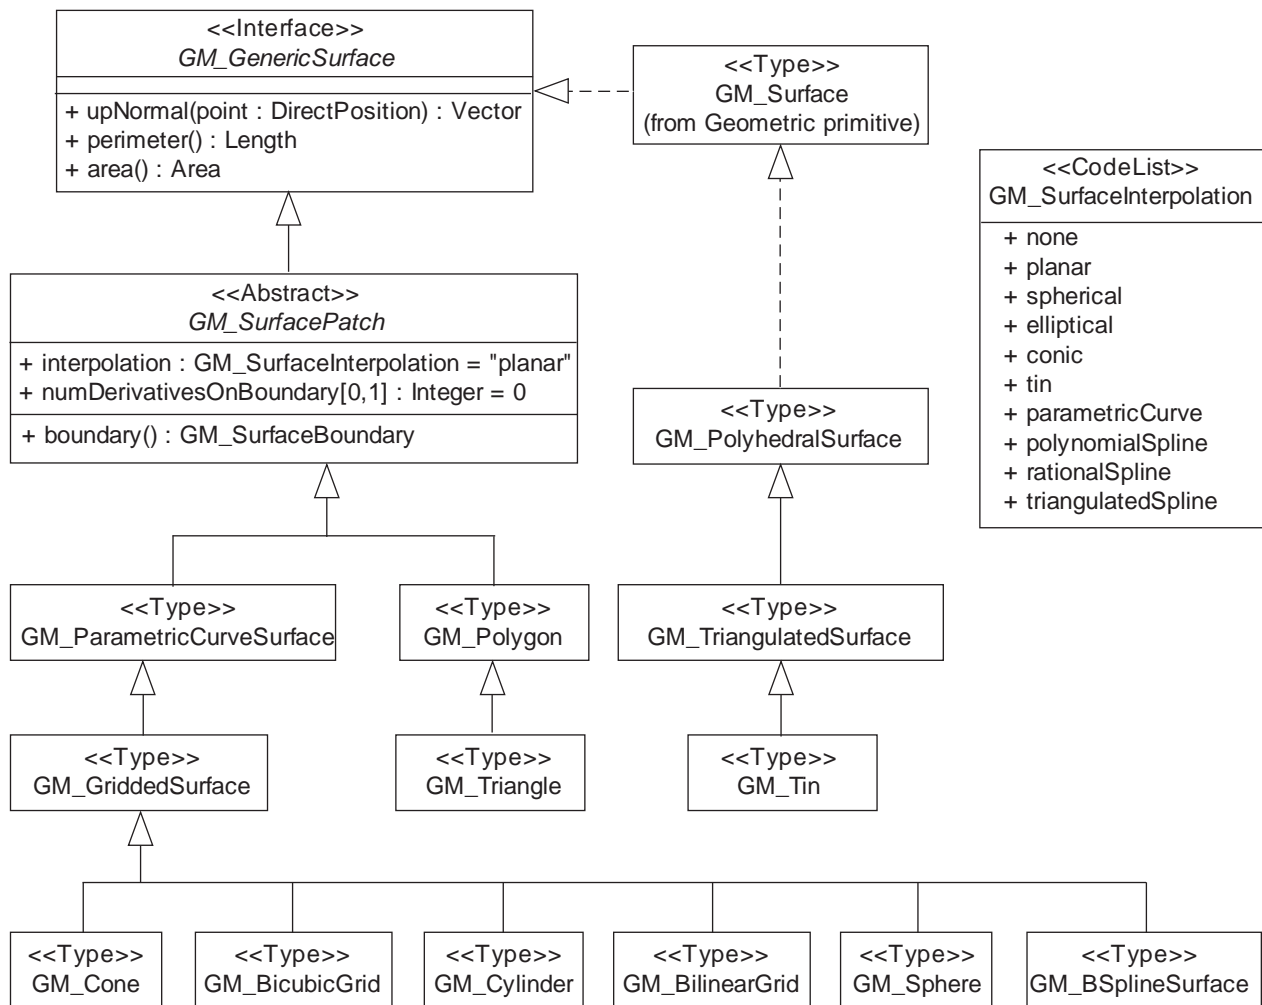 <<Interface>>
GM_GenericSurface
+ upNormal(point : DirectPosition) : Vector
+ perimeter() : Length
+ area() : Area
<<Type>>
GM_Surface
(from Geometric primitive)
<<CodeList>>
GM_SurfaceInterpolation
+ none
+ planar
+ spherical
+ elliptical
+ conic
+ tin
+ parametricCurve
+ polynomialSpline
+ rationalSpline
+ triangulatedSpline
<<Abstract>>
GM_SurfacePatch
+ interpolation : GM_SurfaceInterpolation = "planar"
+ numDerivativesOnBoundary[0,1] : Integer = 0
+ boundary() : GM_SurfaceBoundary
<<Type>>
GM_PolyhedralSurface
<<Type>>
GM_ParametricCurveSurface
<<Type>>
GM_Polygon
<<Type>>
GM_TriangulatedSurface
<<Type>>
GM_GriddedSurface
<<Type>>
GM_Triangle
<<Type>>
GM_Tin
<<Type>>
GM_Cone
<<Type>>
GM_BicubicGrid
<<Type>>
GM_Cylinder
<<Type>>
GM_BilinearGrid
<<Type>>
GM_Sphere
<<Type>>
GM_BSplineSurface